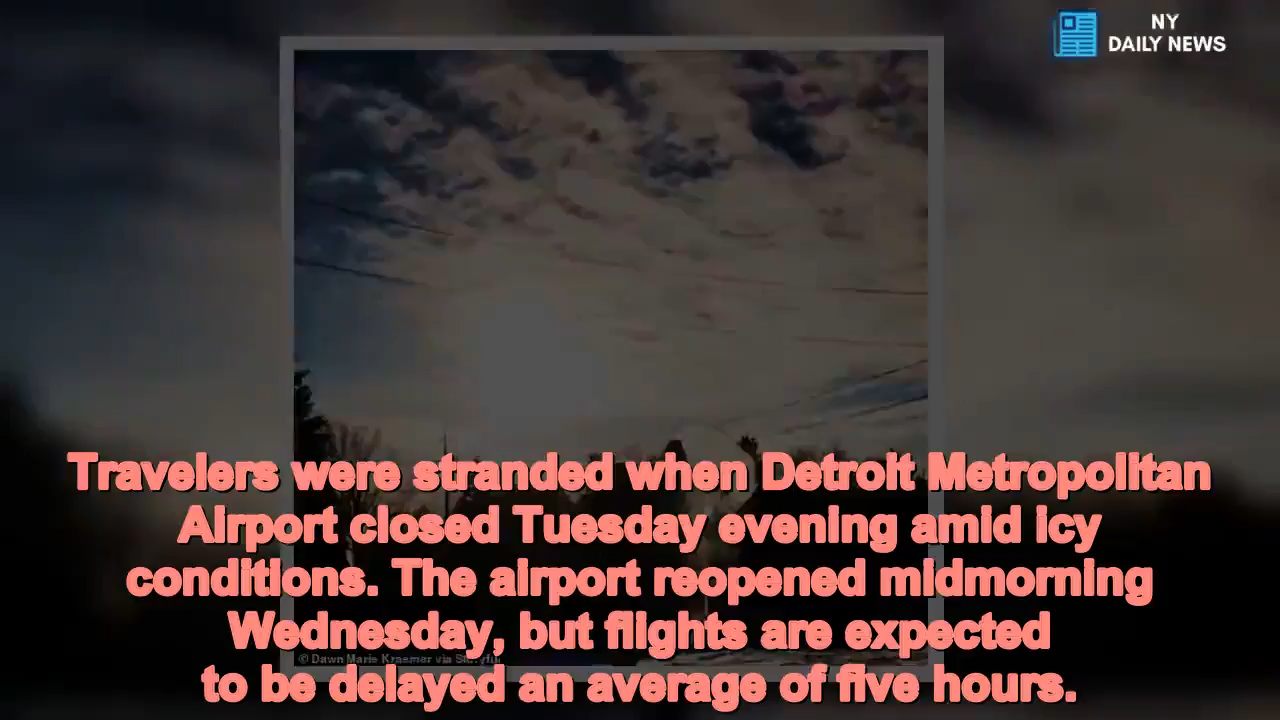 NY
DAILY NEWS
Travelers were stranded when Detroit Metropolitan
Airport closed Tuesday evening amid icy
conditions. The airport reopened midmorning
Wednesday, but flights are expected
© Dawn Marie Kraemer via Storyful
to be delayed an average of five hours.